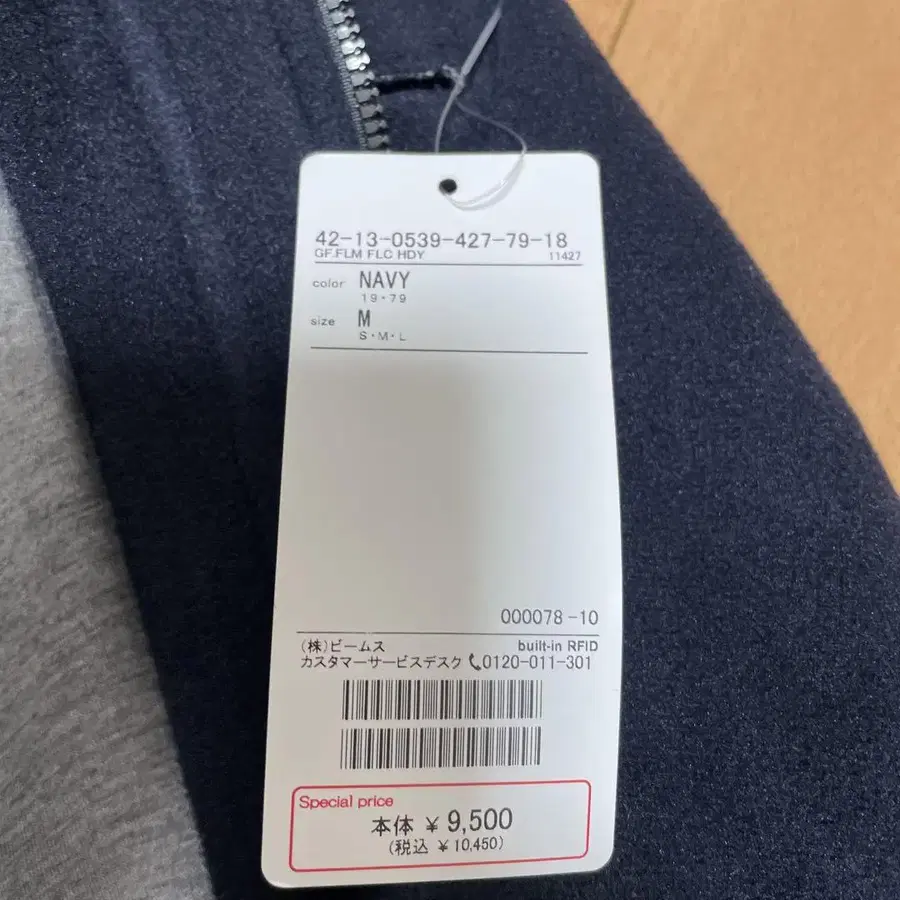 42-13-0539-427-79-18
GF.FLM FLC HDY 11427
color NAVY
19・79
size M
S・M・L
000078-10
(株)ビームス built-in RFID
カスタマーサービスデスク 0120-011-301
Special price
本体 ¥9,500
(税込 ¥10,450)